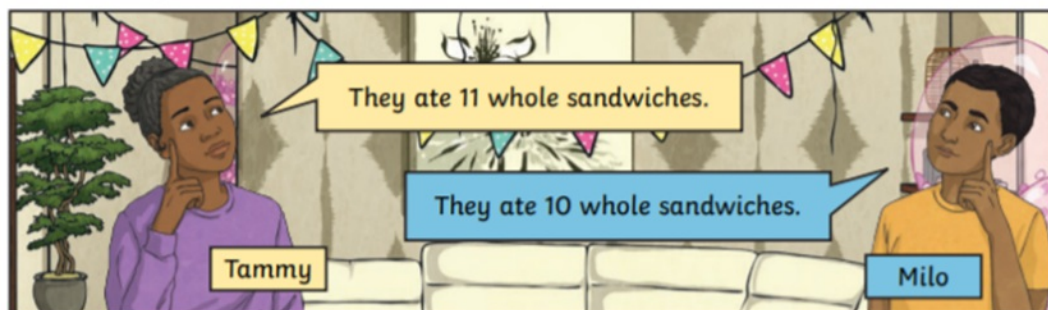 They ate 11 whole sandwiches.
They ate 10 whole sandwiches.
Tammy
Milo